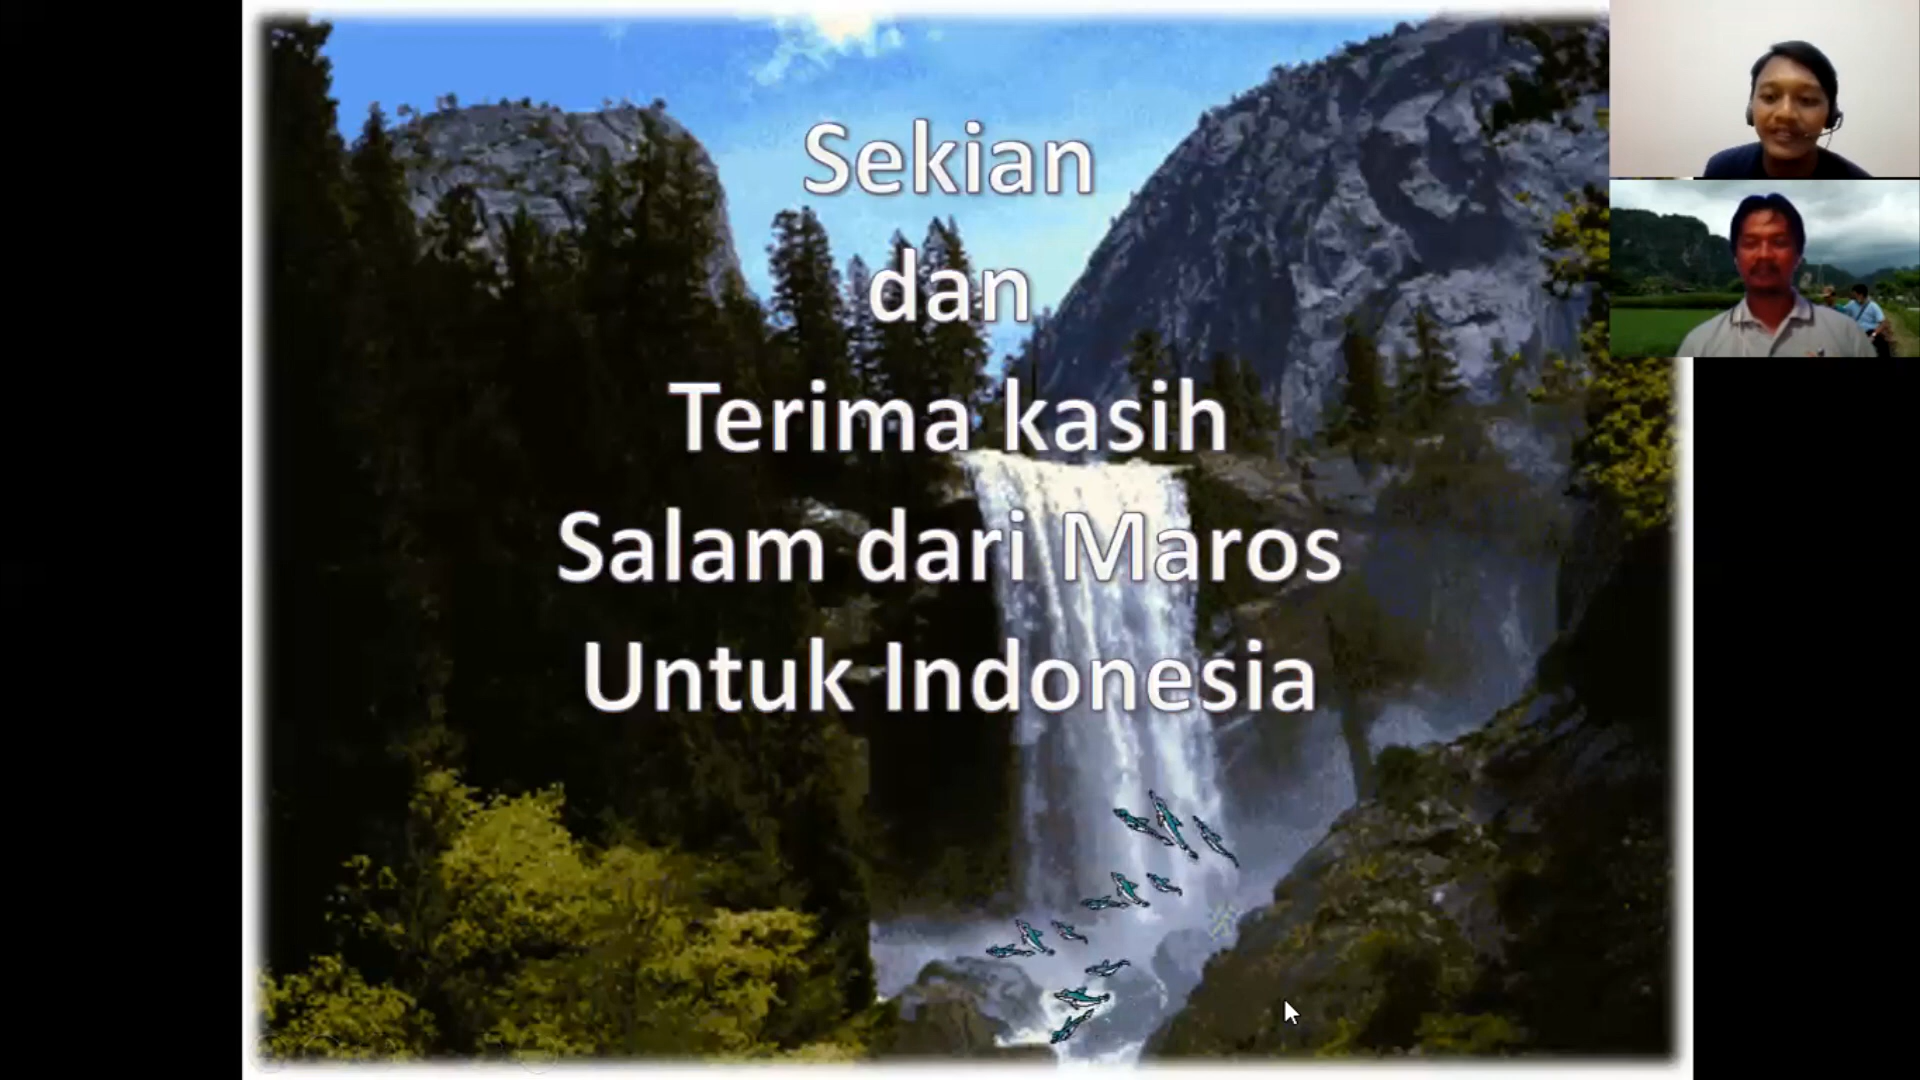 Sekian
dan
Terima kasih
Salam dari Maros
Untuk Indonesia